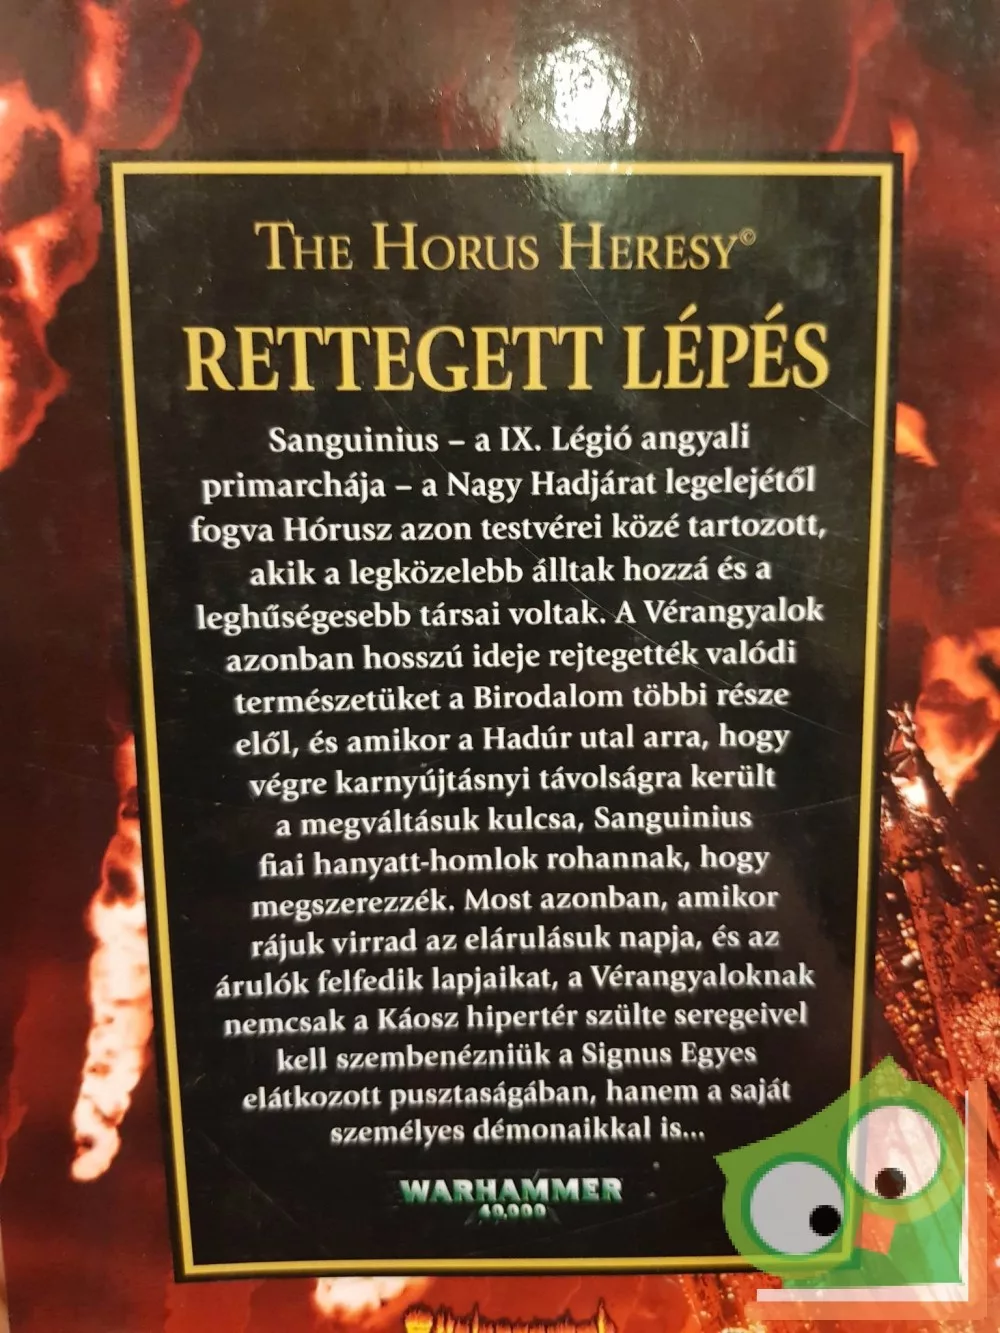 THE HORUS HERESY©
RETTEGETT LÉPÉS
Sanguinius – a IX. Légió angyali
primarchája – a Nagy Hadjárat legelejétől
fogva Hórusz azon testvérei közé tartozott,
akik a legközelebb álltak hozzá és a
leghűségesebb társai voltak. A Vérangyalok
azonban hosszú ideje rejtegették valódi
természetüket a Birodalom többi része
elől, és amikor a Hadúr utal arra, hogy
végre karnyújtásnyi távolságra került
a megváltásuk kulcsa, Sanguinius
fiai hanyatt-homlok rohannak, hogy
megszerezzék. Most azonban, amikor
rájuk virrad az elárulásuk napja, és az
árulók felfedik lapjaikat, a Vérangyaloknak
nemcsak a Káosz hipertér szülte seregeivel
kell szembenézniük a Signus Egyes
elátkozott pusztaságában, hanem a saját
személyes démonaikkal is...
WARHAMMER
40,000